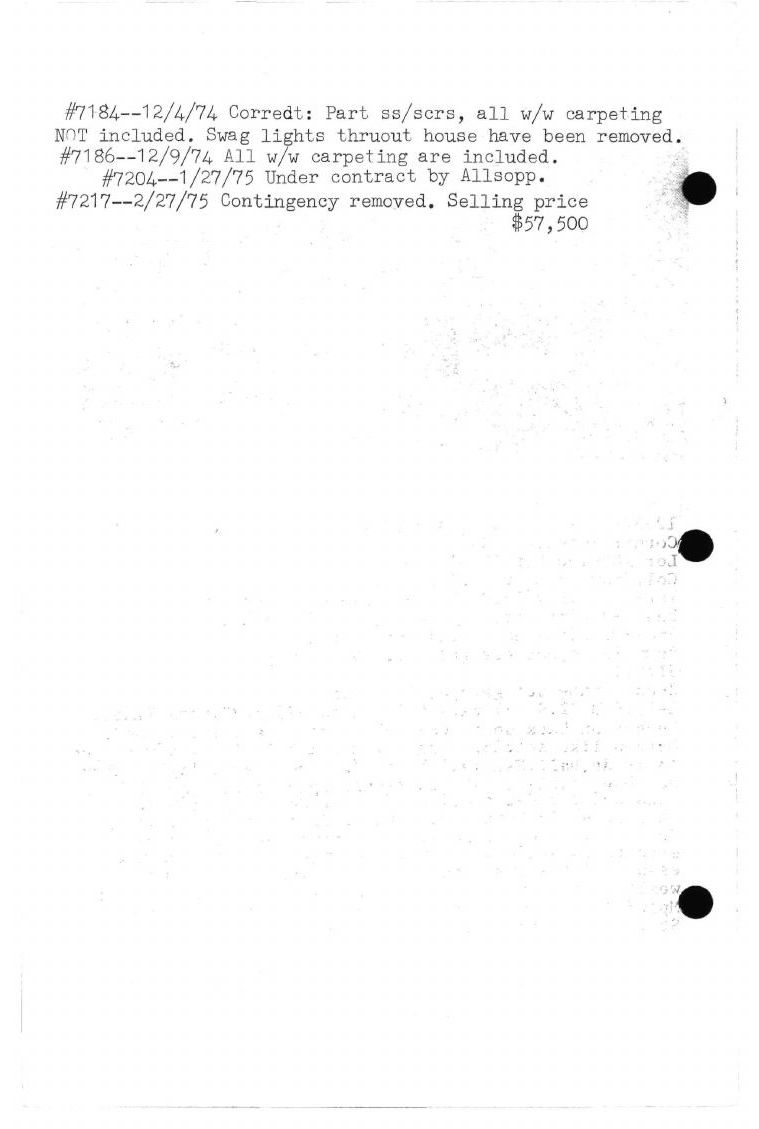 #7184--12/4/74 Corredt: Part ss/scrs, all w/w carpeting
NOT included. Swag lights thruout house have been removed.
#7186--12/9/74 All w/w carpeting are included.
#7204--1/27/75 Under contract by Allsopp.
#7217--2/27/75 Contingency removed. Selling price
$57,500